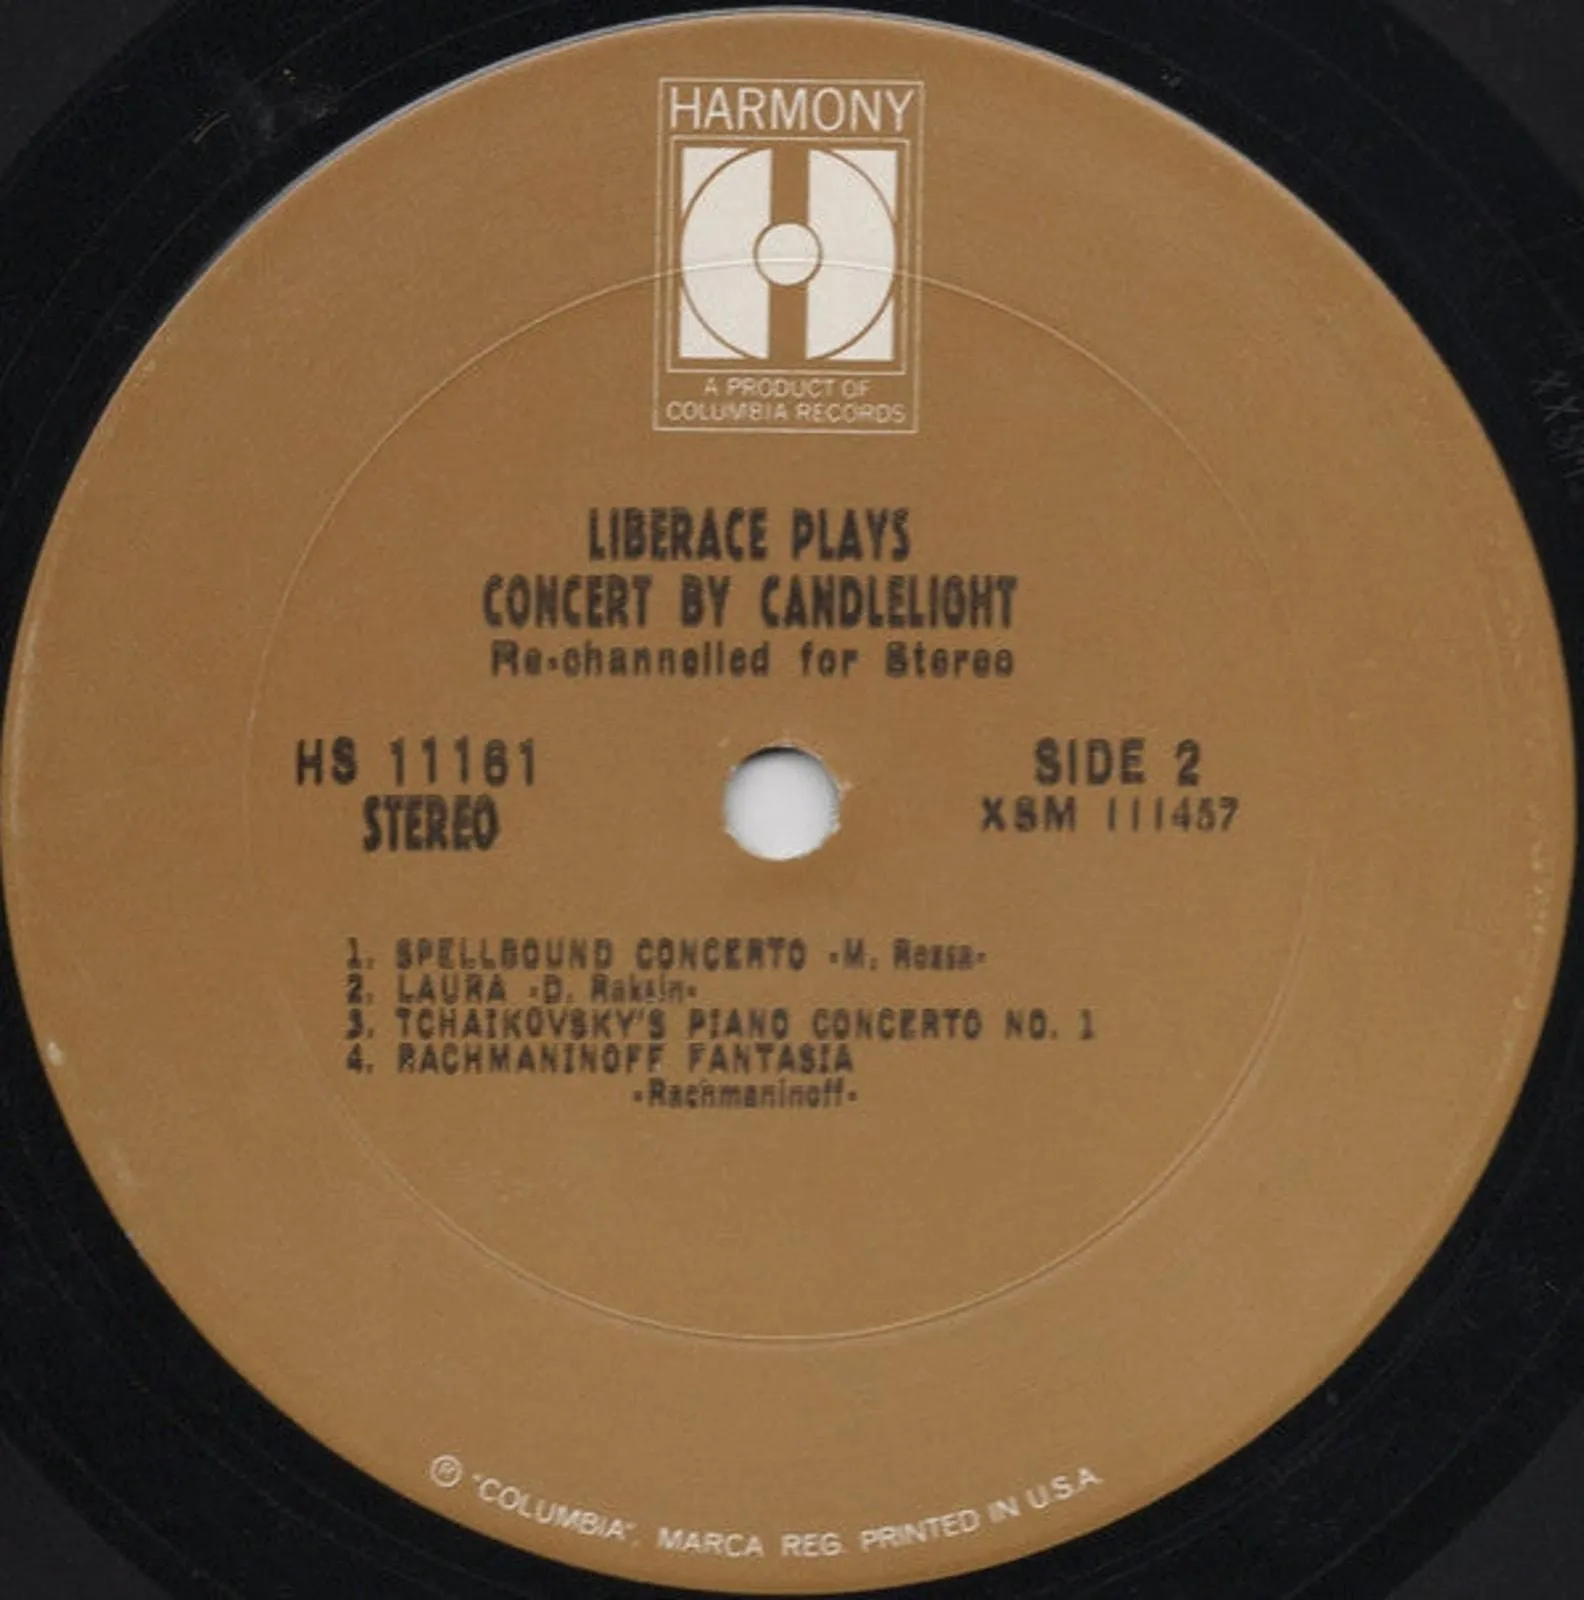 HARMONY
A PRODUCT OF
COLUMBIA RECORDS
LIBERACE PLAYS
CONCERT BY CANDLELIGHT
Re-channelled for Stereo
HS 11161
STEREO
SIDE 2
XSM 111457
1. SPELLBOUND CONCERTO -M. Rozsa-
2. LAURA -D. Raksin-
3. TCHAIKOVSKY'S PIANO CONCERTO NO. 1
4. RACHMANINOFF FANTASIA
-Rachmaninoff-
® "COLUMBIA", MARCA REG. PRINTED IN U.S.A.